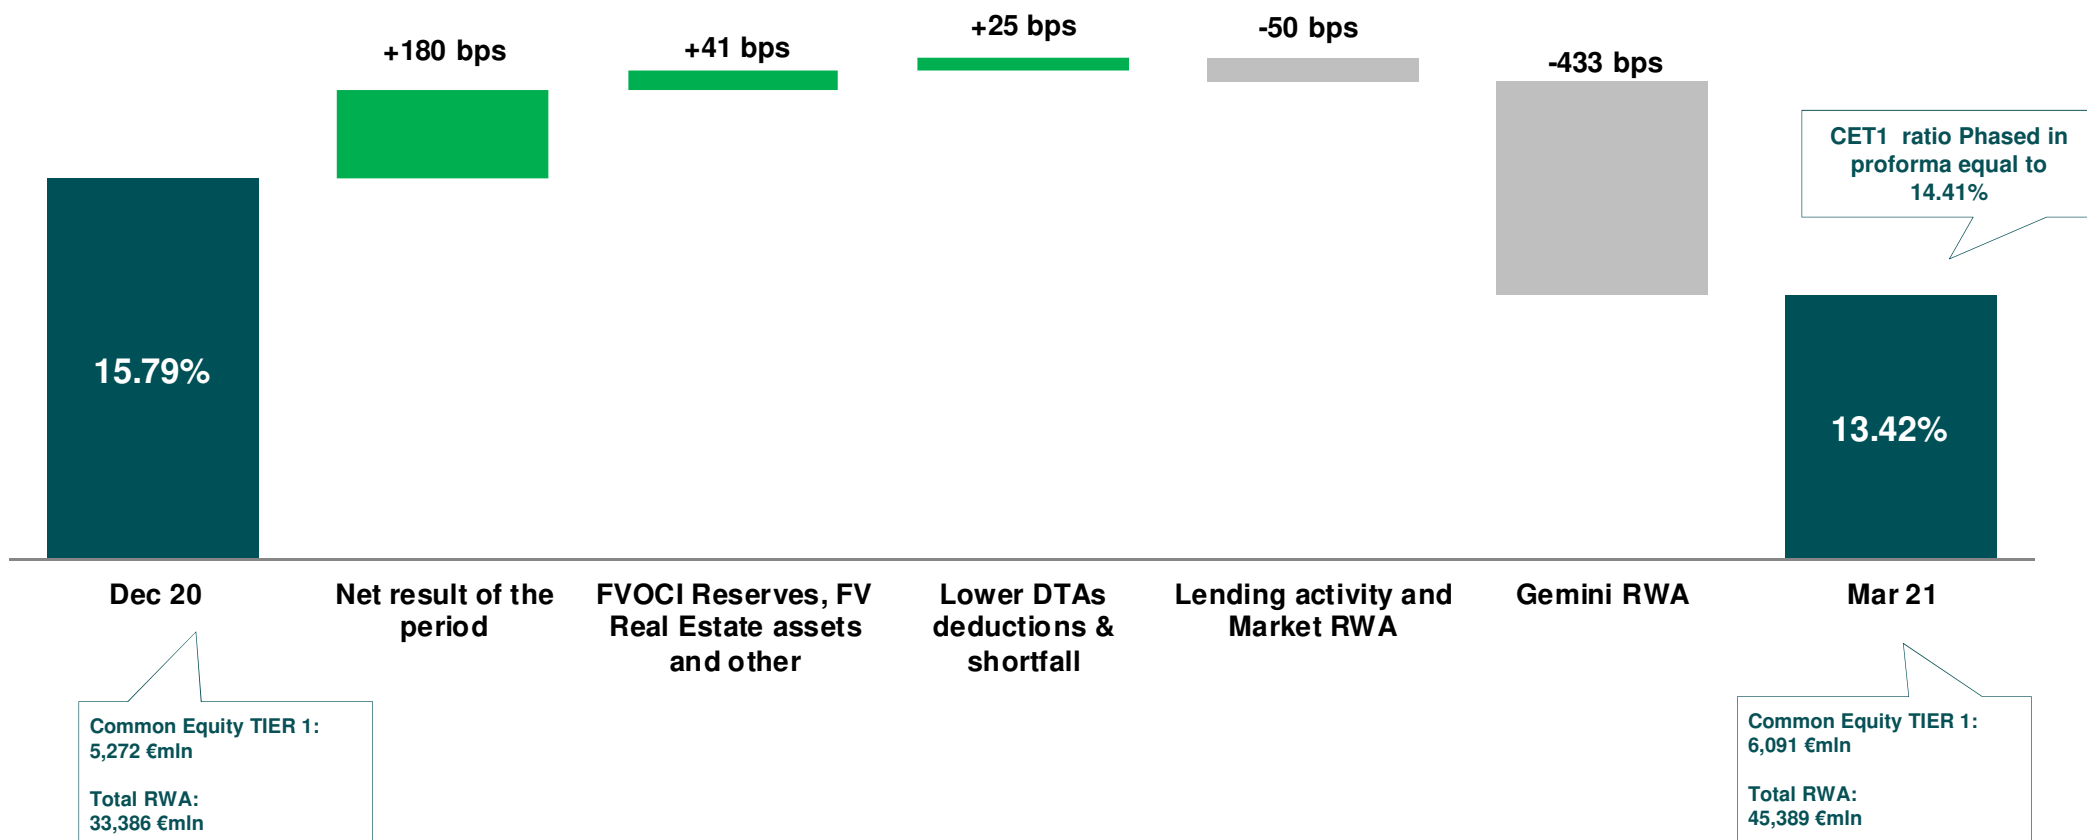 +180 bps
+41 bps
+25 bps
-50 bps
-433 bps
CET1 ratio Phased in
proforma equal to
14.41%
15.79%
13.42%
Dec 20
Net result of the
period
FVOCI Reserves, FV
Real Estate assets
and other
Lower DTAs
deductions &
shortfall
Lending activity and
Market RWA
Gemini RWA
Mar 21
Common Equity TIER 1:
5,272 €mln
Total RWA:
33,386 €mln
Common Equity TIER 1:
6,091 €mln
Total RWA:
45,389 €mln